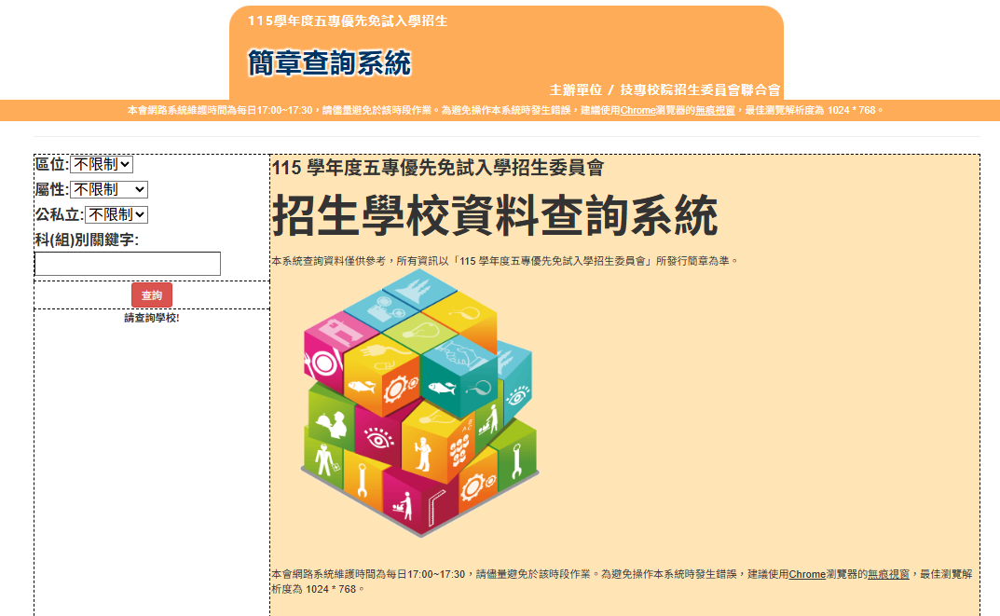 115學年度五專優先免試入學招生
簡章查詢系統
主辦單位 / 技專校院招生委員會聯合會
本會網路系統維護時間為每日17:00~17:30，請儘量避免於該時段作業。為避免操作本系統時發生錯誤，建議使用Chrome瀏覽器的無痕視窗，最佳瀏覽解析度為 1024 * 768。
區位: 不限制
屬性: 不限制
公私立: 不限制
科(組)別關鍵字:
查詢
請查詢學校!
115 學年度五專優先免試入學招生委員會
招生學校資料查詢系統
本系統查詢資料僅供參考，所有資訊以「115 學年度五專優先免試入學招生委員會」所發行簡章為準。
本會網路系統維護時間為每日17:00~17:30，請儘量避免於該時段作業。為避免操作本系統時發生錯誤，建議使用Chrome瀏覽器的無痕視窗，最佳瀏覽解
析度為 1024 * 768。